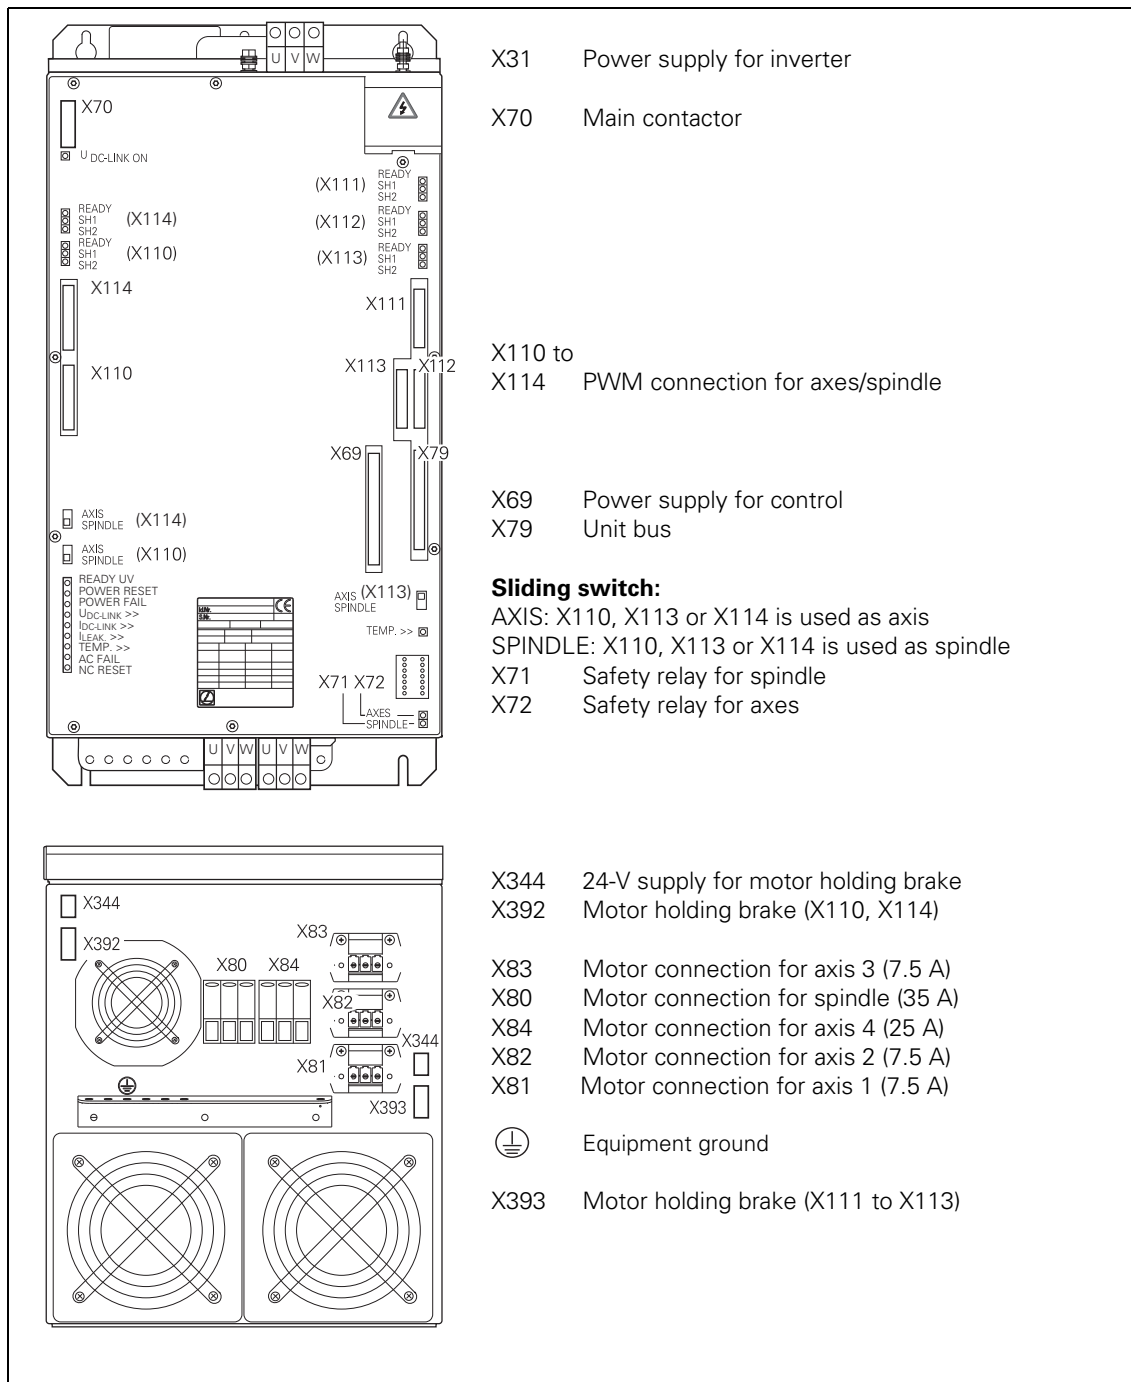 U V W
X31 Power supply for inverter
X70
X70 Main contactor
U DC-LINK ON
(X111) READY
SH1
SH2
READY
SH1
SH2
(X114)
(X112) READY
SH1
SH2
READY
SH1
SH2
(X110)
(X113) READY
SH1
SH2
X114
X111
X110
X113 X112
X110 to
X114 PWM connection for axes/spindle
X69 X79
X69 Power supply for control
X79 Unit bus
AXIS
SPINDLE (X114)
AXIS
SPINDLE (X110)
READY UV
POWER RESET
POWER FAIL
UDC-LINK >>
IDC-LINK >>
ILEAK. >>
TEMP. >>
AC FAIL
NC RESET
Id.Nr.
S.Nr.
CE
AXIS (X113)
SPINDLE
TEMP. >>
X71 X72
AXES
SPINDLE
U V W U V W
Sliding switch:
AXIS: X110, X113 or X114 is used as axis
SPINDLE: X110, X113 or X114 is used as spindle
X71 Safety relay for spindle
X72 Safety relay for axes
X344
X392
X83
X80 X84
X82
X344
X81
X393
X344 24-V supply for motor holding brake
X392 Motor holding brake (X110, X114)
X83 Motor connection for axis 3 (7.5 A)
X80 Motor connection for spindle (35 A)
X84 Motor connection for axis 4 (25 A)
X82 Motor connection for axis 2 (7.5 A)
X81 Motor connection for axis 1 (7.5 A)
Equipment ground
X393 Motor holding brake (X111 to X113)